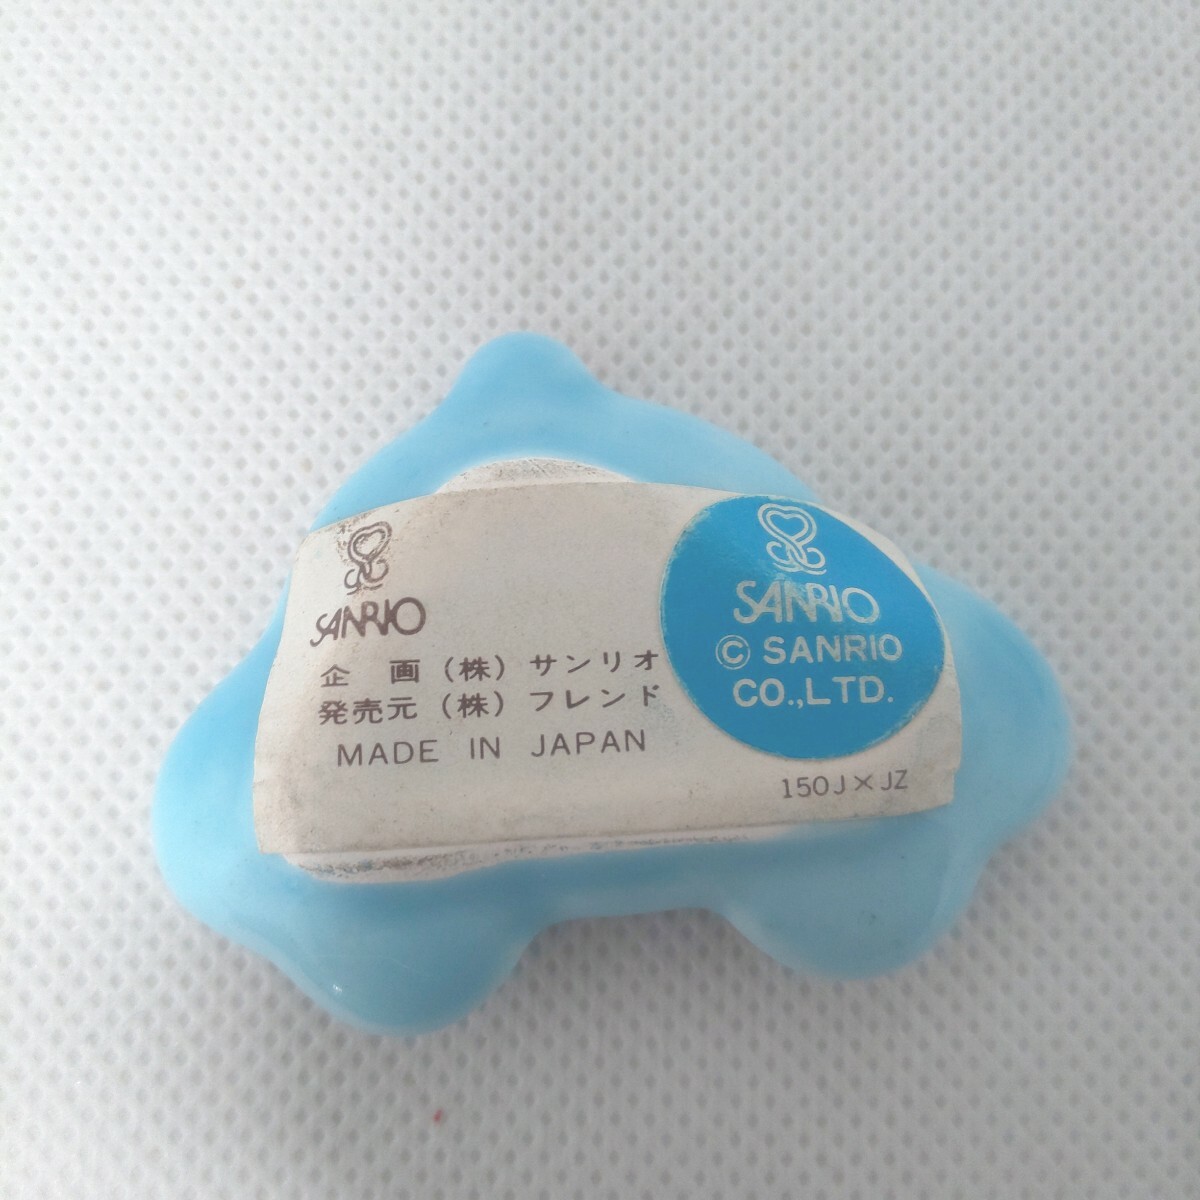 SANRIO
企　画（株）サンリオ
発売元（株）フレンド
MADE IN JAPAN
SANRIO
© SANRIO
CO.,LTD.
150J×JZ